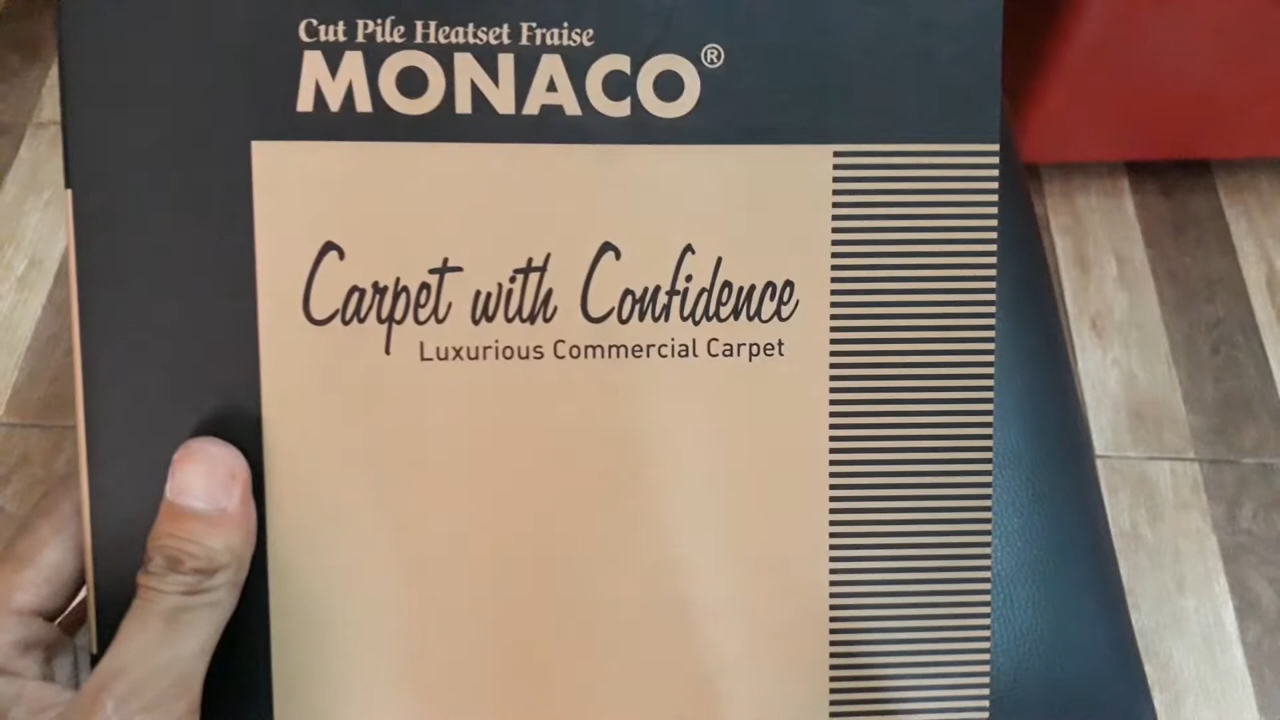 Cut Pile Heatset Fraise
MONACO®
Carpet with Confidence
Luxurious Commercial Carpet